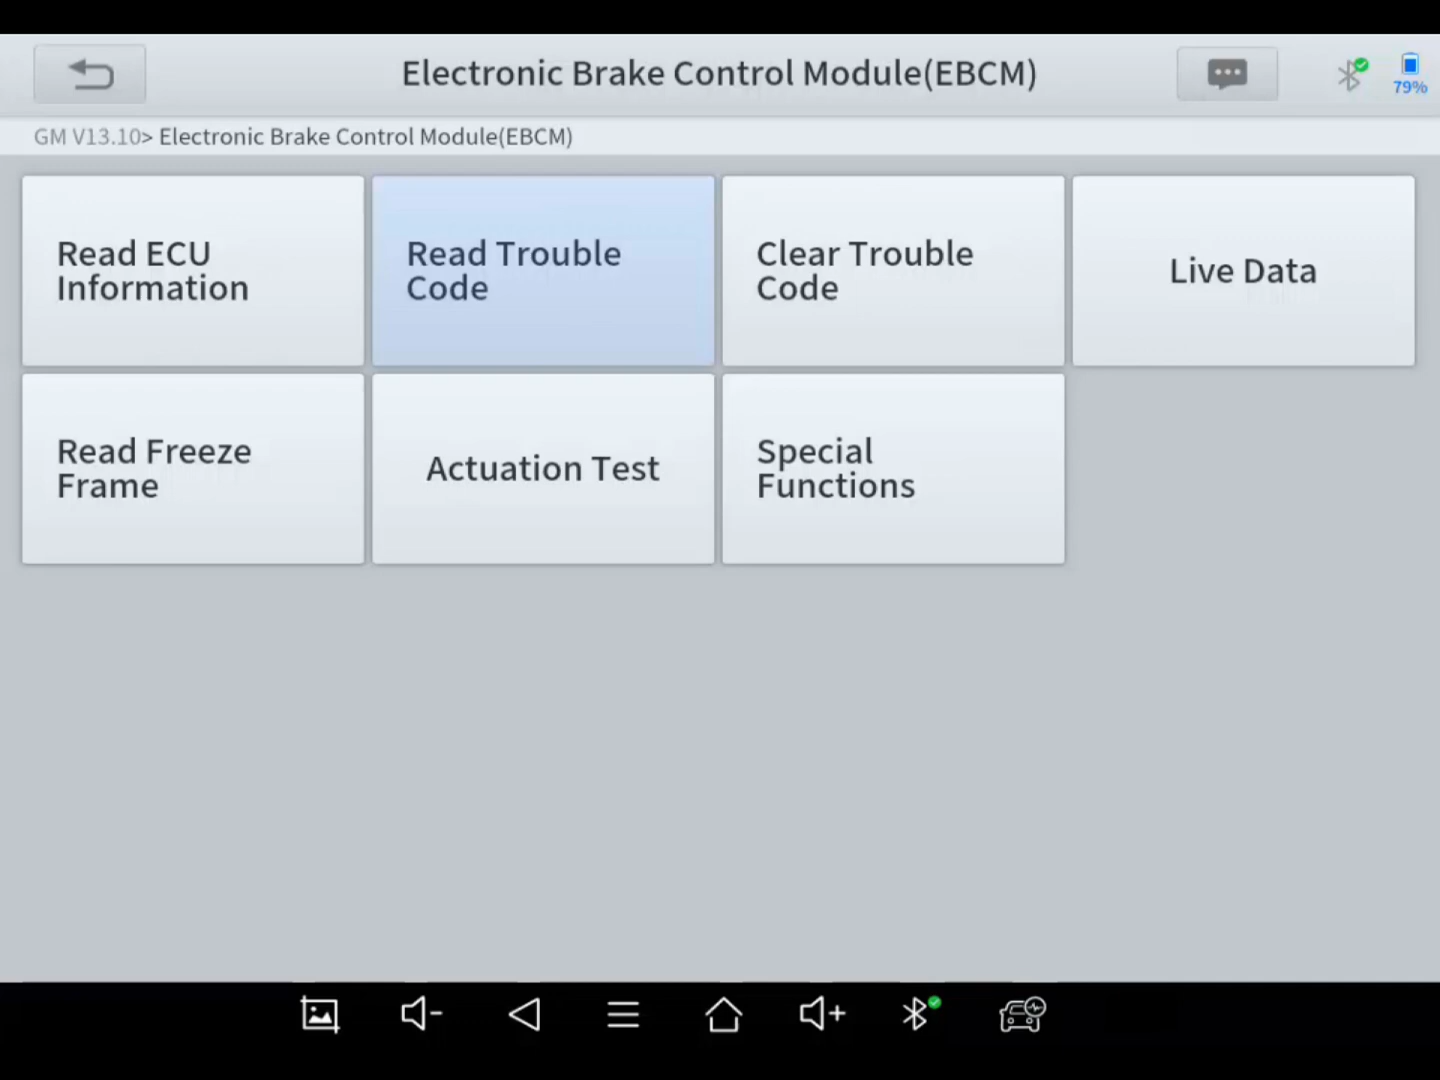 Electronic Brake Control Module(EBCM)
79%
GM V13.10> Electronic Brake Control Module(EBCM)
Read ECU
Information
Read Trouble
Code
Clear Trouble
Code
Live Data
Read Freeze
Frame
Actuation Test
Special
Functions